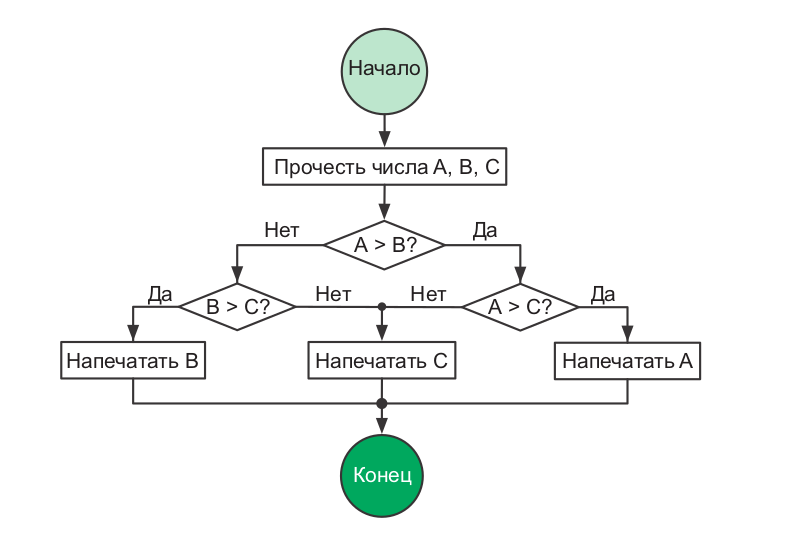 Начало
Прочесть числа A, B, C
A > B?
Нет
Да
B > C?
Да
Нет
A > C?
Нет
Да
Напечатать B
Напечатать C
Напечатать A
Конец